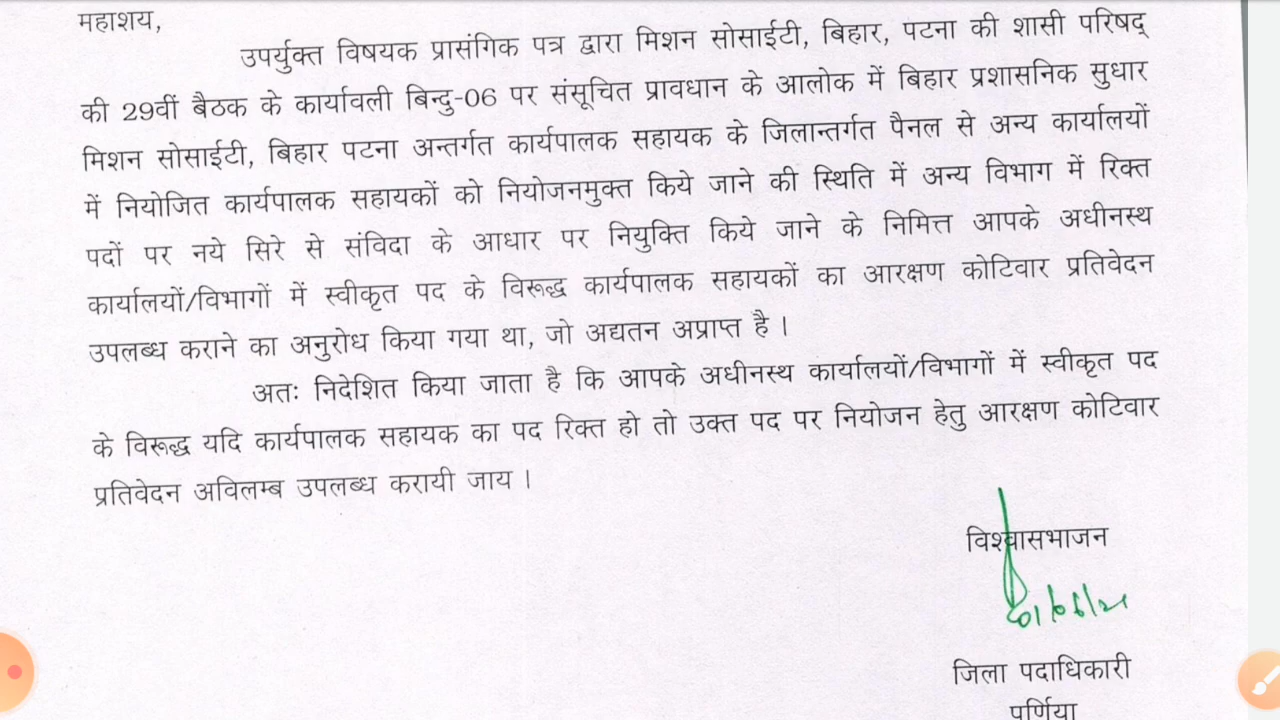 महाशय,
उपर्युक्त विषयक प्रासंगिक पत्र द्वारा मिशन सोसाईटी, बिहार, पटना की शासी परिषद्
की 29वीं बैठक के कार्यावली बिन्दु-06 पर संसूचित प्रावधान के आलोक में बिहार प्रशासनिक सुधार
मिशन सोसाईटी, बिहार पटना अन्तर्गत कार्यपालक सहायक के जिलान्तर्गत पैनल से अन्य कार्यालयों
में नियोजित कार्यपालक सहायकों को नियोजनमुक्त किये जाने की स्थिति में अन्य विभाग में रिक्त
पदों पर नये सिरे से संविदा के आधार पर नियुक्ति किये जाने के निमित्त आपके अधीनस्थ
कार्यालयों/विभागों में स्वीकृत पद के विरूद्ध कार्यपालक सहायकों का आरक्षण कोटिवार प्रतिवेदन
उपलब्ध कराने का अनुरोध किया गया था, जो अद्यतन अप्राप्त है ।
अतः निदेशित किया जाता है कि आपके अधीनस्थ कार्यालयों/विभागों में स्वीकृत पद
के विरूद्ध यदि कार्यपालक सहायक का पद रिक्त हो तो उक्त पद पर नियोजन हेतु आरक्षण कोटिवार
प्रतिवेदन अविलम्ब उपलब्ध करायी जाय ।
विश्वासभाजन
जिला पदाधिकारी
पूर्णिया